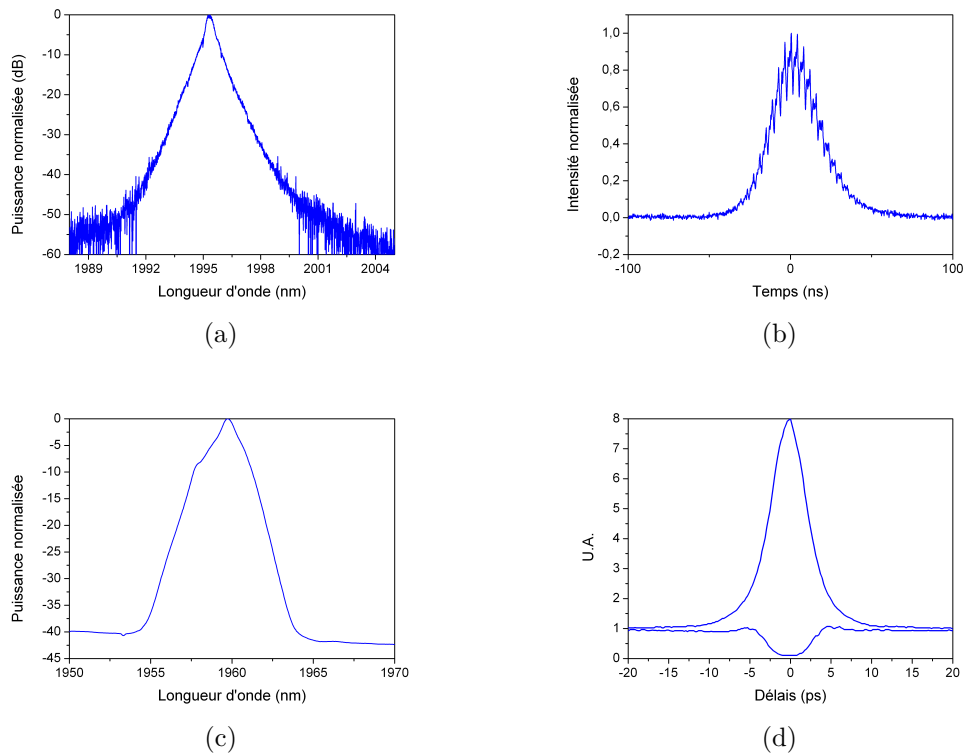 0
-10
-20
-30
-40
-50
-60
Puissance normalisée (dB)
1989 1992 1995 1998 2001 2004
Longueur d'onde (nm)
(a)
1,0
0,8
0,6
0,4
0,2
0,0
-0,2
Intensité normalisée
-100 0 100
Temps (ns)
(b)
0
-5
-10
-15
-20
-25
-30
-35
-40
-45
Puissance normalisée
1950 1955 1960 1965 1970
Longueur d'onde (nm)
(c)
8
7
6
5
4
3
2
1
0
U.A.
-20 -15 -10 -5 0 5 10 15 20
Délais (ps)
(d)